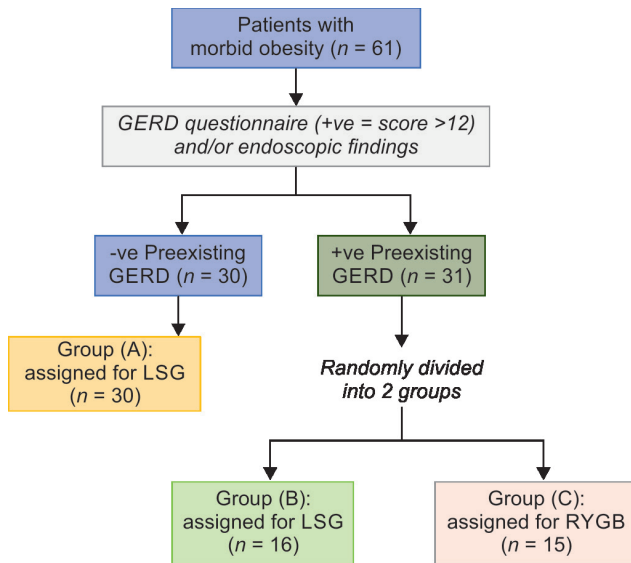 Patients with
morbid obesity (n = 61)
GERD questionnaire (+ve = score >12)
and/or endoscopic findings
-ve Preexisting
GERD (n = 30)
+ve Preexisting
GERD (n = 31)
Group (A):
assigned for LSG
(n = 30)
Randomly divided
into 2 groups
Group (B):
assigned for LSG
(n = 16)
Group (C):
assigned for RYGB
(n = 15)